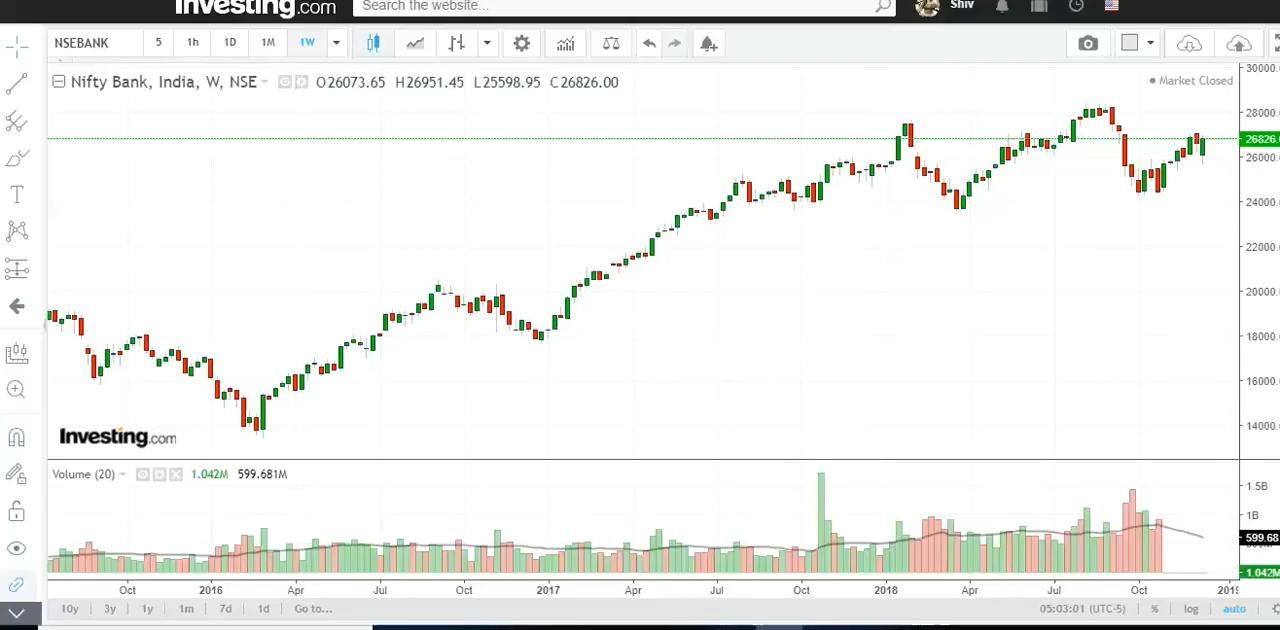 Investing.com Search the website... Shiv
NSEBANK 5 1h 1D 1M 1W
Nifty Bank, India, W, NSE O26073.65 H26951.45 L25598.95 C26826.00
Market Closed
30000.
28000.
26826.
26000.
24000.
22000.
20000.
18000.
16000.
14000.
Investing.com
Volume (20) 1.042M 599.681M
1.5B
1B
599.68
1.042M
Oct 2016 Apr Jul Oct 2017 Apr Jul Oct 2018 Apr Jul Oct 2019
10y 3y 1y 1m 7d 1d Go to... 05:03:01 (UTC-5) % log auto